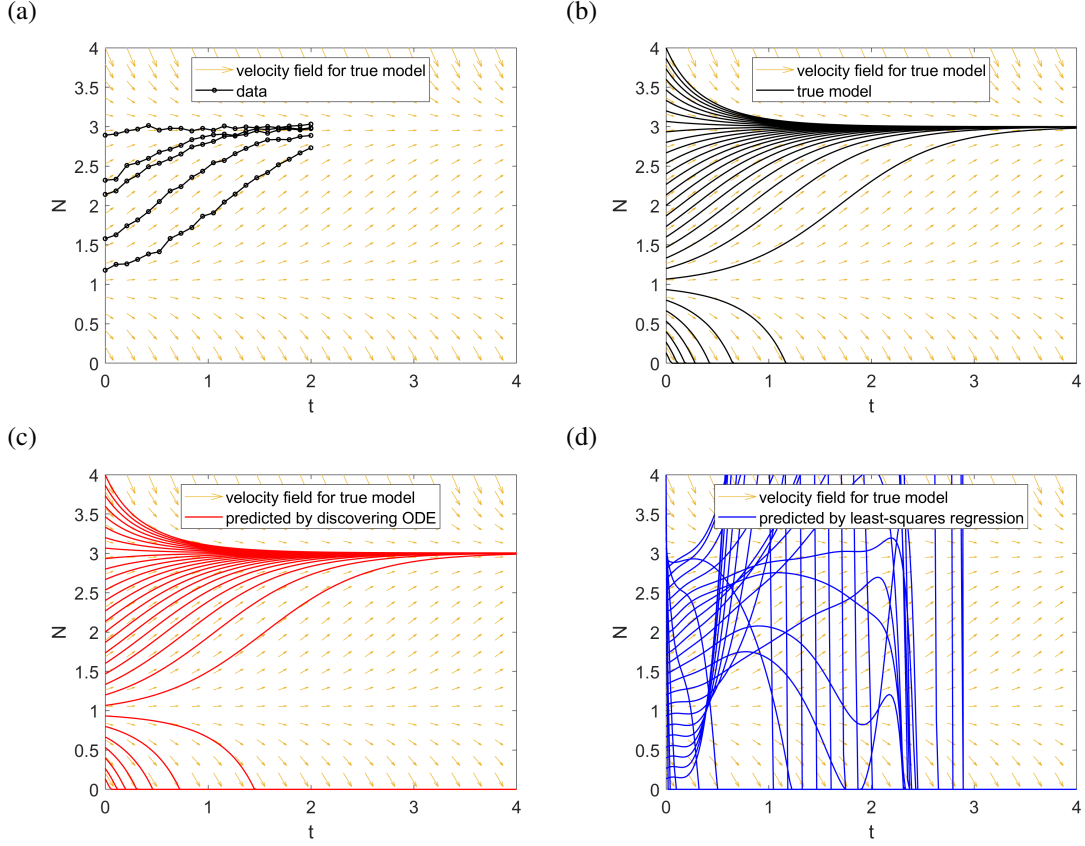 (a)
(b)
4
3.5
3
2.5
2
1.5
1
0.5
0
N
velocity field for true model
data
0
1
2
3
4
t
4
3.5
3
2.5
2
1.5
1
0.5
0
N
velocity field for true model
true model
0
1
2
3
4
t
(c)
(d)
4
3.5
3
2.5
2
1.5
1
0.5
0
N
velocity field for true model
predicted by discovering ODE
0
1
2
3
4
t
4
3.5
3
2.5
2
1.5
1
0.5
0
N
velocity field for true model
predicted by least-squares regression
0
1
2
3
4
t